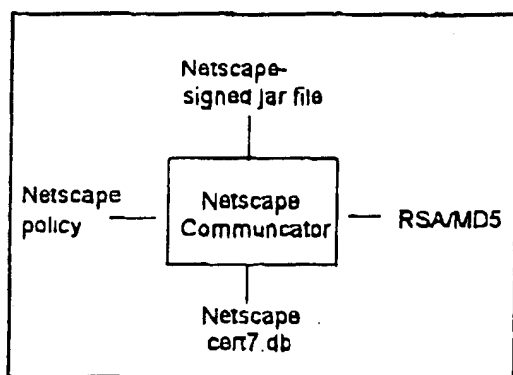 Netscape-
signed jar file
Netscape
policy
Netscape
Communcator
RSA/MD5
Netscape
cert7.db